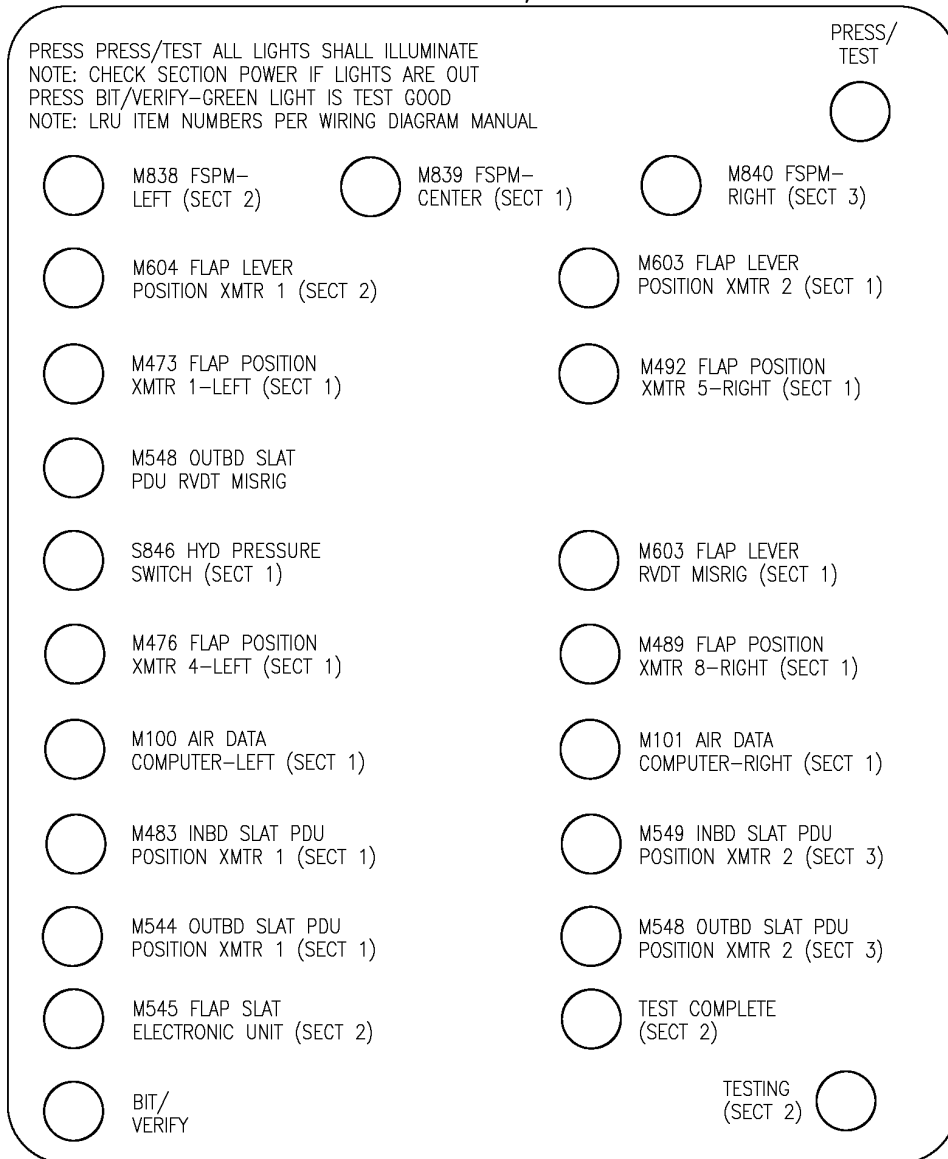 PRESS/
TEST
PRESS PRESS/TEST ALL LIGHTS SHALL ILLUMINATE
NOTE: CHECK SECTION POWER IF LIGHTS ARE OUT
PRESS BIT/VERIFY-GREEN LIGHT IS TEST GOOD
NOTE: LRU ITEM NUMBERS PER WIRING DIAGRAM MANUAL
M838 FSPM-
LEFT (SECT 2)
M839 FSPM-
CENTER (SECT 1)
M840 FSPM-
RIGHT (SECT 3)
M604 FLAP LEVER
POSITION XMTR 1 (SECT 2)
M603 FLAP LEVER
POSITION XMTR 2 (SECT 1)
M473 FLAP POSITION
XMTR 1-LEFT (SECT 1)
M492 FLAP POSITION
XMTR 5-RIGHT (SECT 1)
M548 OUTBD SLAT
PDU RVDT MISRIG
S846 HYD PRESSURE
SWITCH (SECT 1)
M603 FLAP LEVER
RVDT MISRIG (SECT 1)
M476 FLAP POSITION
XMTR 4-LEFT (SECT 1)
M489 FLAP POSITION
XMTR 8-RIGHT (SECT 1)
M100 AIR DATA
COMPUTER-LEFT (SECT 1)
M101 AIR DATA
COMPUTER-RIGHT (SECT 1)
M483 INBD SLAT PDU
POSITION XMTR 1 (SECT 1)
M549 INBD SLAT PDU
POSITION XMTR 2 (SECT 3)
M544 OUTBD SLAT PDU
POSITION XMTR 1 (SECT 1)
M548 OUTBD SLAT PDU
POSITION XMTR 2 (SECT 3)
M545 FLAP SLAT
ELECTRONIC UNIT (SECT 2)
TEST COMPLETE
(SECT 2)
BIT/
VERIFY
TESTING
(SECT 2)